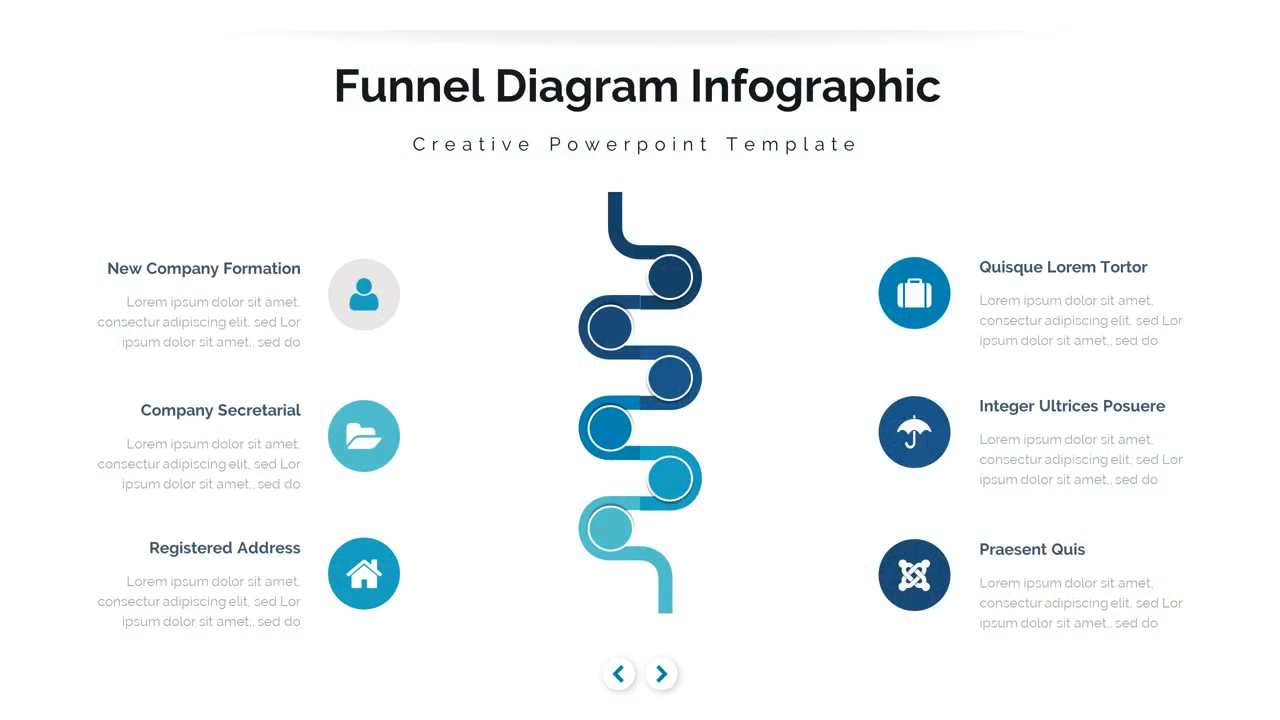 Funnel Diagram Infographic
Creative Powerpoint Template
New Company Formation
Lorem ipsum dolor sit amet,
consectur adipiscing elit, sed Lor
ipsum dolor sit amet,, sed do
Company Secretarial
Lorem ipsum dolor sit amet,
consectur adipiscing elit, sed Lor
ipsum dolor sit amet,, sed do
Registered Address
Lorem ipsum dolor sit amet,
consectur adipiscing elit, sed Lor
ipsum dolor sit amet,, sed do
Quisque Lorem Tortor
Lorem ipsum dolor sit amet,
consectur adipiscing elit, sed Lor
ipsum dolor sit amet,, sed do
Integer Ultrices Posuere
Lorem ipsum dolor sit amet,
consectur adipiscing elit, sed Lor
ipsum dolor sit amet,, sed do
Praesent Quis
Lorem ipsum dolor sit amet,
consectur adipiscing elit, sed Lor
ipsum dolor sit amet,, sed do